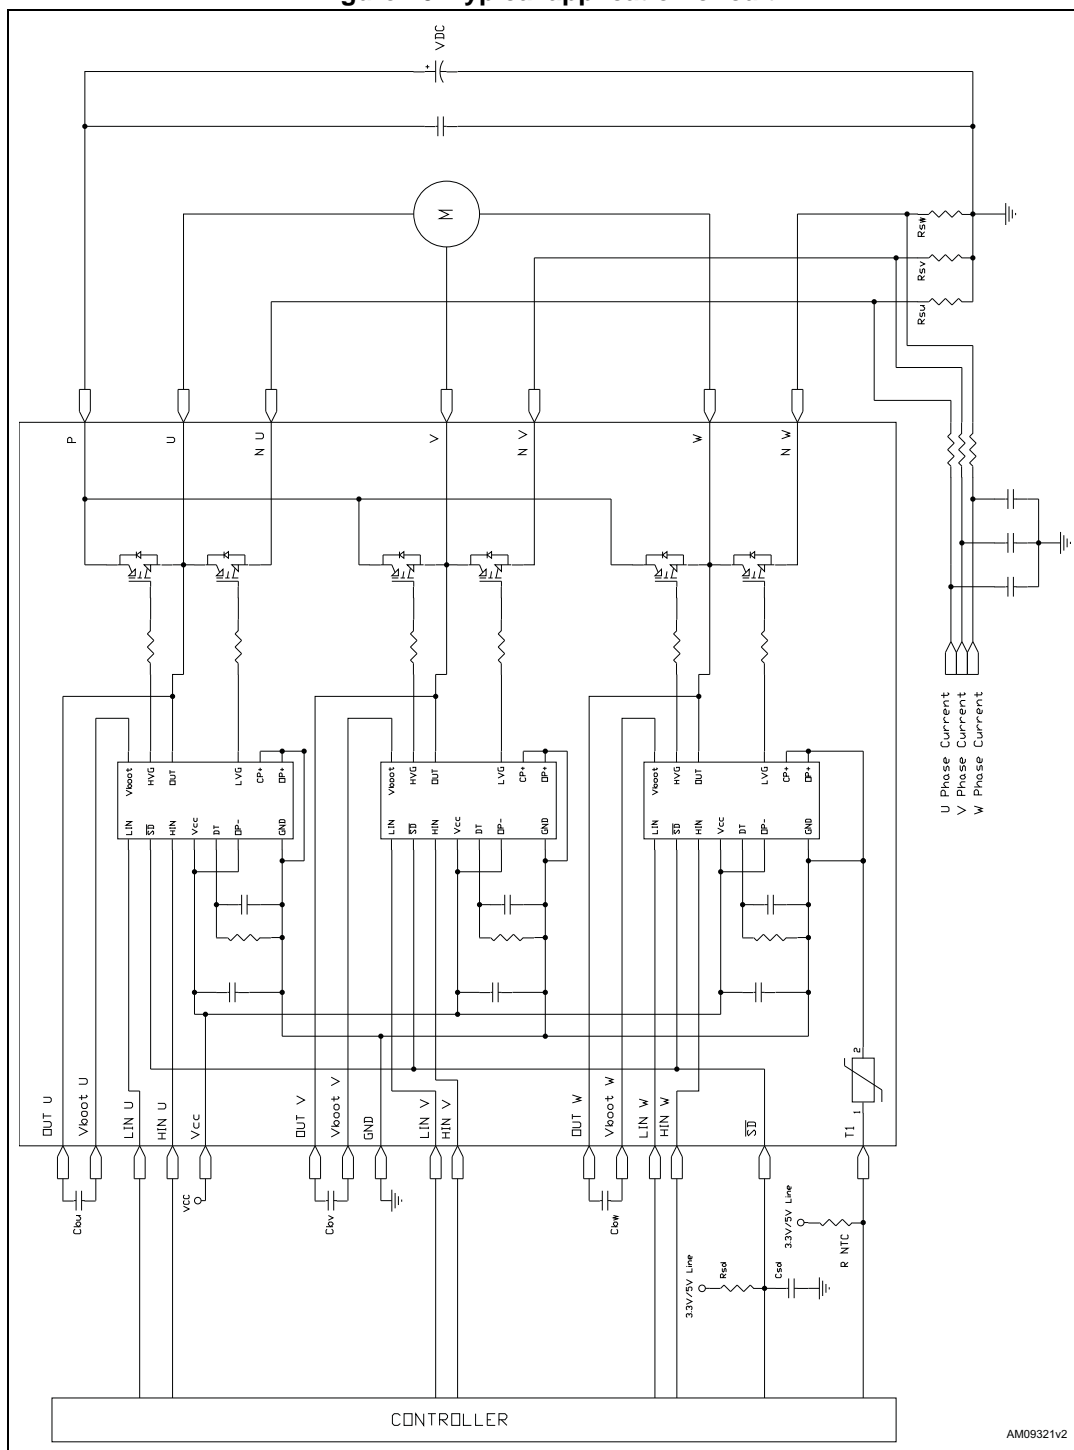 VDC
+
M
Rsw
Rsv
Rsu
P
U
N U
V
N V
W
N W
U Phase Current
V Phase Current
W Phase Current
Vboot
HVG
OUT
LVG
CP+
OP+
LIN
SD
HIN
Vcc
DT
OP-
GND
Vboot
HVG
OUT
LVG
CP+
OP+
LIN
SD
HIN
Vcc
DT
OP-
GND
Vboot
HVG
OUT
LVG
CP+
OP+
LIN
SD
HIN
Vcc
DT
OP-
GND
2
1
OUT U
Vboot U
LIN U
HIN U
Vcc
OUT V
Vboot V
GND
LIN V
HIN V
OUT W
Vboot W
LIN W
HIN W
SD
T1
Cbu
VCC
Cbv
Cbw
3.3V/5V Line
R NTC
3.3V/5V Line
Rsd
Csd
CONTROLLER
AM09321v2